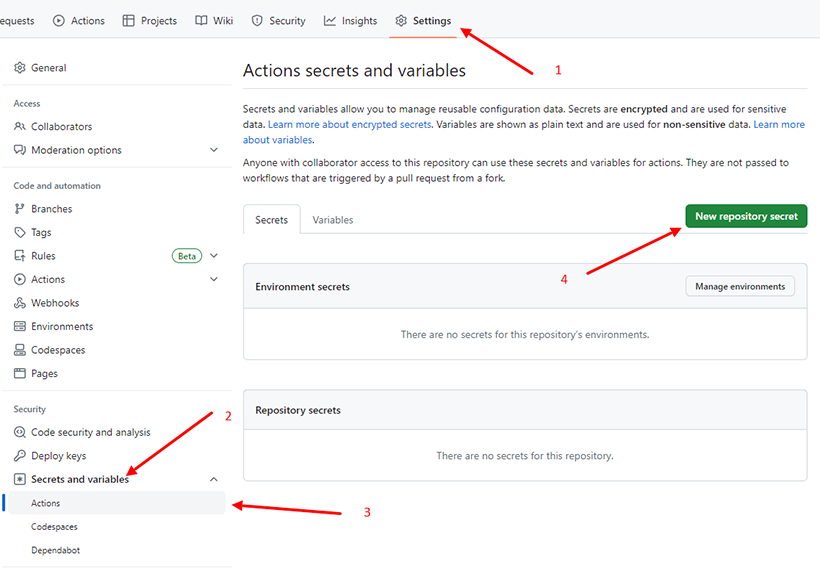 equests Actions Projects Wiki Security Insights Settings
1
General
Access
Collaborators
Moderation options
Code and automation
Branches
Tags
Rules Beta
Actions
Webhooks
Environments
Codespaces
Pages
Security
Code security and analysis
Deploy keys
Secrets and variables
Actions
Codespaces
Dependabot
2
3
Actions secrets and variables
Secrets and variables allow you to manage reusable configuration data. Secrets are encrypted and are used for sensitive
data. Learn more about encrypted secrets. Variables are shown as plain text and are used for non-sensitive data. Learn more
about variables.
Anyone with collaborator access to this repository can use these secrets and variables for actions. They are not passed to
workflows that are triggered by a pull request from a fork.
Secrets Variables New repository secret
4
Environment secrets Manage environments
There are no secrets for this repository's environments.
Repository secrets
There are no secrets for this repository.